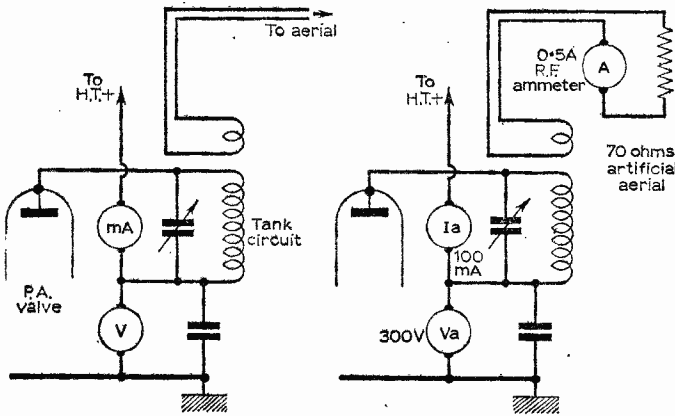 To aerial
To
H.T.+
mA
Tank
circuit
P.A.
valve
V
0·5A
R.F.
ammeter
A
To
H.T.+
70 ohms
artificial
aerial
Ia
100
mA
300V
Va